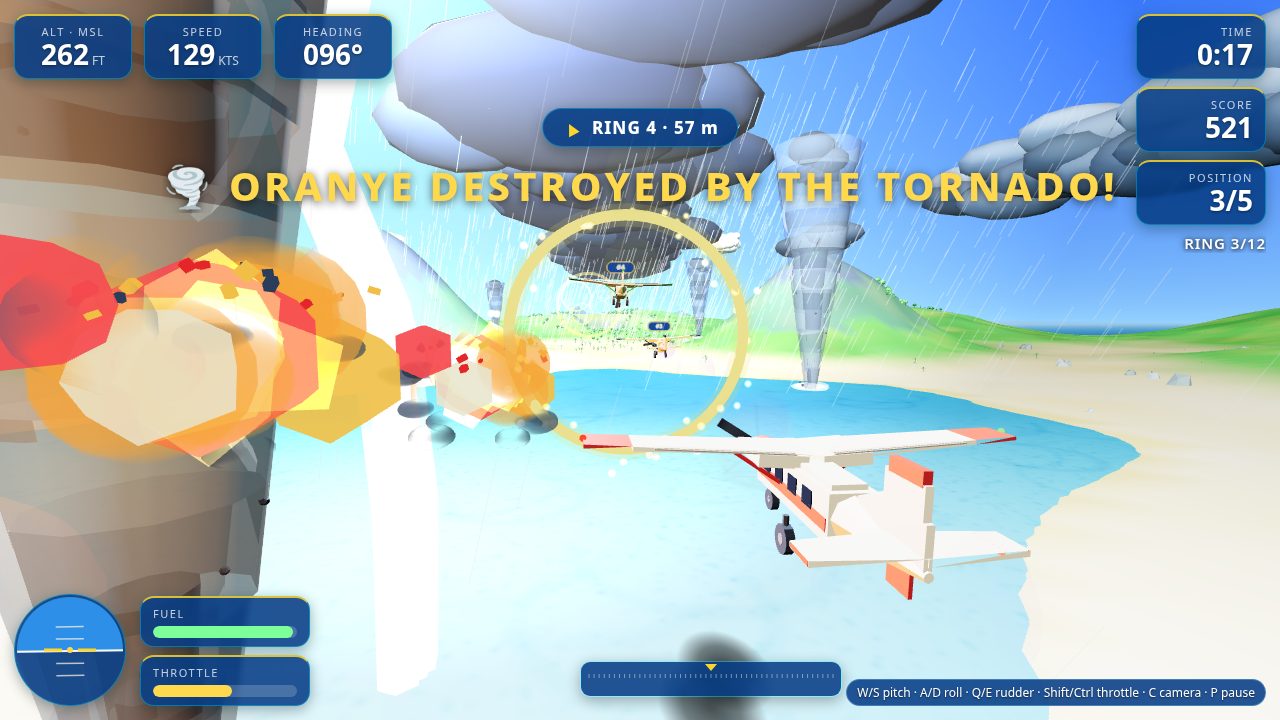 ALT · MSL
262 FT
SPEED
129 KTS
HEADING
096°
TIME
0:17
SCORE
521
POSITION
3/5
RING 3/12
RING 4 · 57 m
ORANYE DESTROYED BY THE TORNADO!
FUEL
THROTTLE
W/S pitch · A/D roll · Q/E rudder · Shift/Ctrl throttle · C camera · P pause